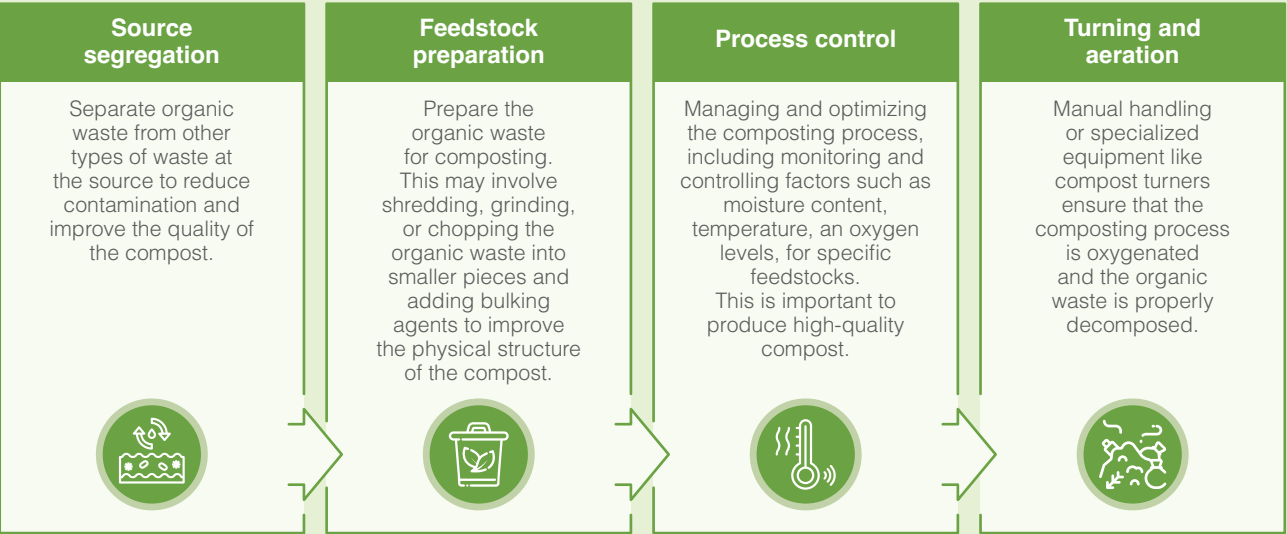 Source
segregation
Separate organic
waste from other
types of waste at
the source to reduce
contamination and
improve the quality of
the compost.
Feedstock
preparation
Prepare the
organic waste
for composting.
This may involve
shredding, grinding,
or chopping the
organic waste into
smaller pieces and
adding bulking
agents to improve
the physical structure
of the compost.
Process control
Managing and optimizing
the composting process,
including monitoring and
controlling factors such as
moisture content,
temperature, an oxygen
levels, for specific
feedstocks.
This is important to
produce high-quality
compost.
Turning and
aeration
Manual handling
or specialized
equipment like
compost turners
ensure that the
composting process
is oxygenated
and the organic
waste is properly
decomposed.